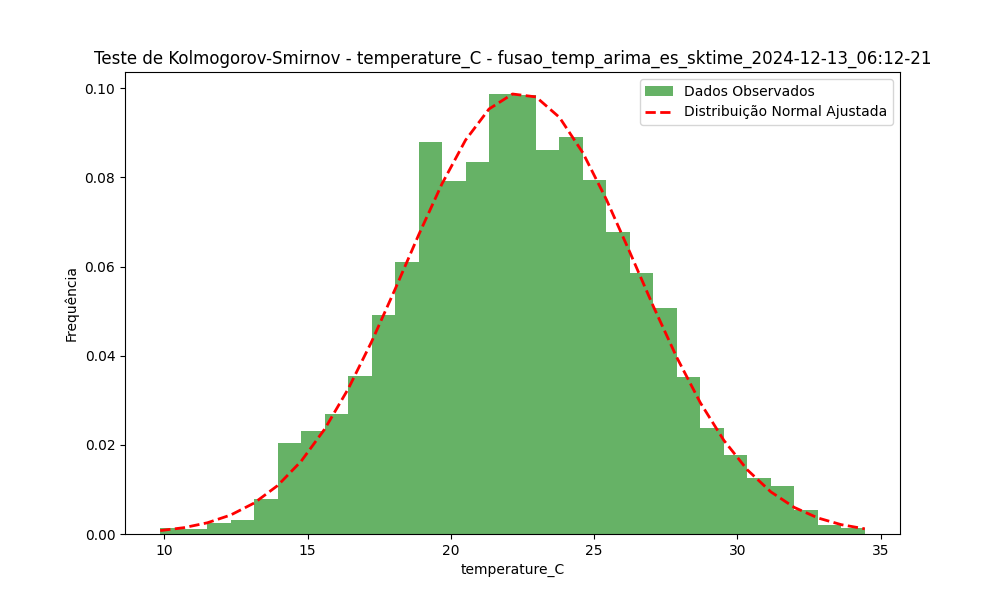 Teste de Kolmogorov-Smirnov - temperature_C - fusao_temp_arima_es_sktime_2024-12-13_06:12-21
Dados Observados
Distribuição Normal Ajustada
0.10
0.08
0.06
0.04
0.02
0.00
Frequência
10 15 20 25 30 35
temperature_C